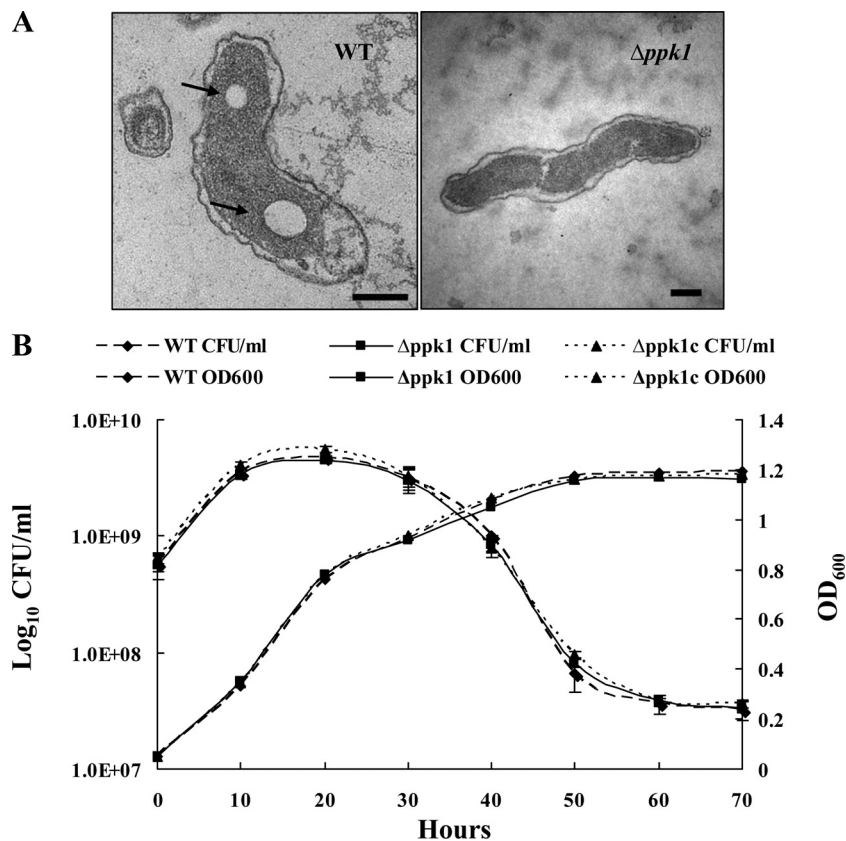 A
WT
Δppk1
B
WT CFU/ml
Δppk1 CFU/ml
Δppk1c CFU/ml
WT OD600
Δppk1 OD600
Δppk1c OD600
1.0E+10
1.0E+09
1.0E+08
1.0E+07
Log10 CFU/ml
1.4
1.2
1
0.8
0.6
0.4
0.2
0
OD600
0 10 20 30 40 50 60 70
Hours